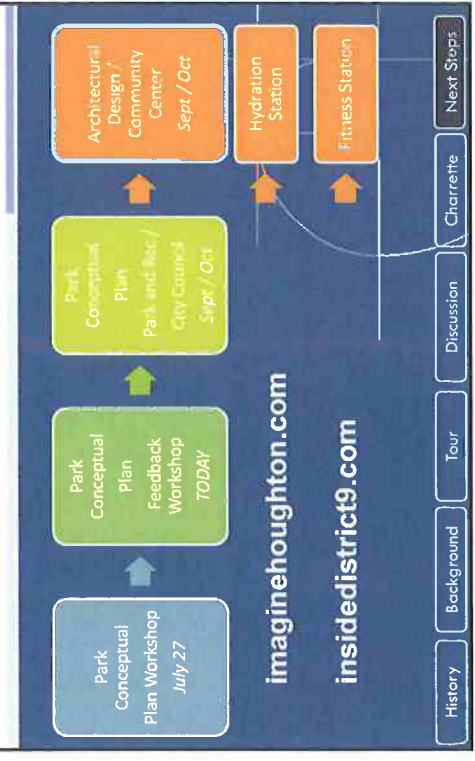 Park
Conceptual
Plan Workshop
July 27
Park
Conceptual
Plan
Feedback
Workshop
TODAY
Park
Conceptual
Plan
Park and Rec /
City Council
Sept / Oct
Architectural
Design /
Community
Center
Sept / Oct
Hydration
Station
Fitness Station
imaginehoughton.com
insidedistrict9.com
History
Background
Tour
Discussion
Charrette
Next Steps